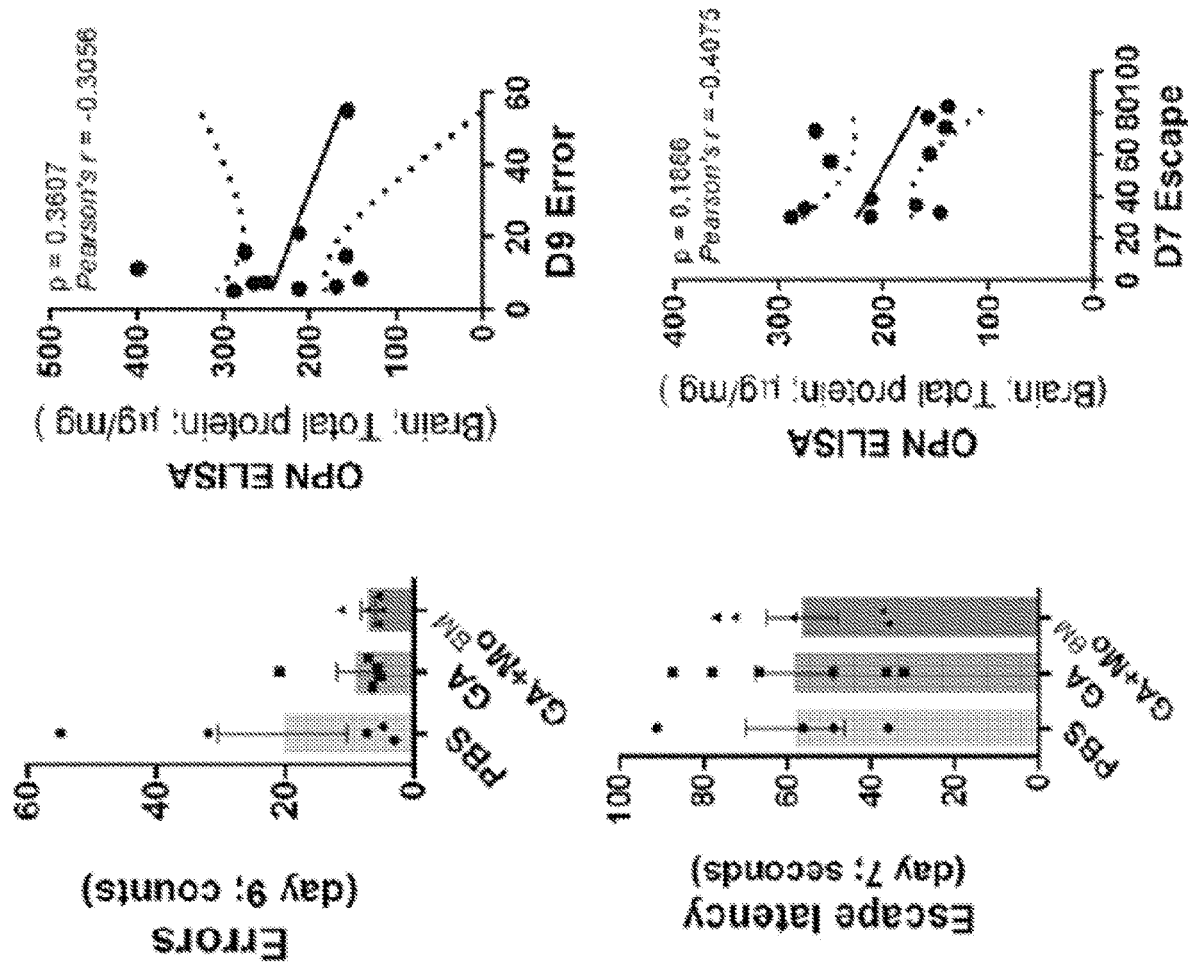 Errors
(day 9; counts)
60
40
20
0
PBS
GA
GA+Mo BM
OPN ELISA
(Brain; Total protein; µg/mg )
500
400
300
200
100
0
p = 0.3607
Pearson's r = -0.3056
0 20 40 60
D9 Error
Escape latency
(day 7; seconds)
100
80
60
40
20
0
PBS
GA
GA+Mo BM
OPN ELISA
(Brain; Total protein; µg/mg )
400
300
200
100
p = 0.1886
Pearson's r = -0.4075
0 20 40 60 80100
D7 Escape